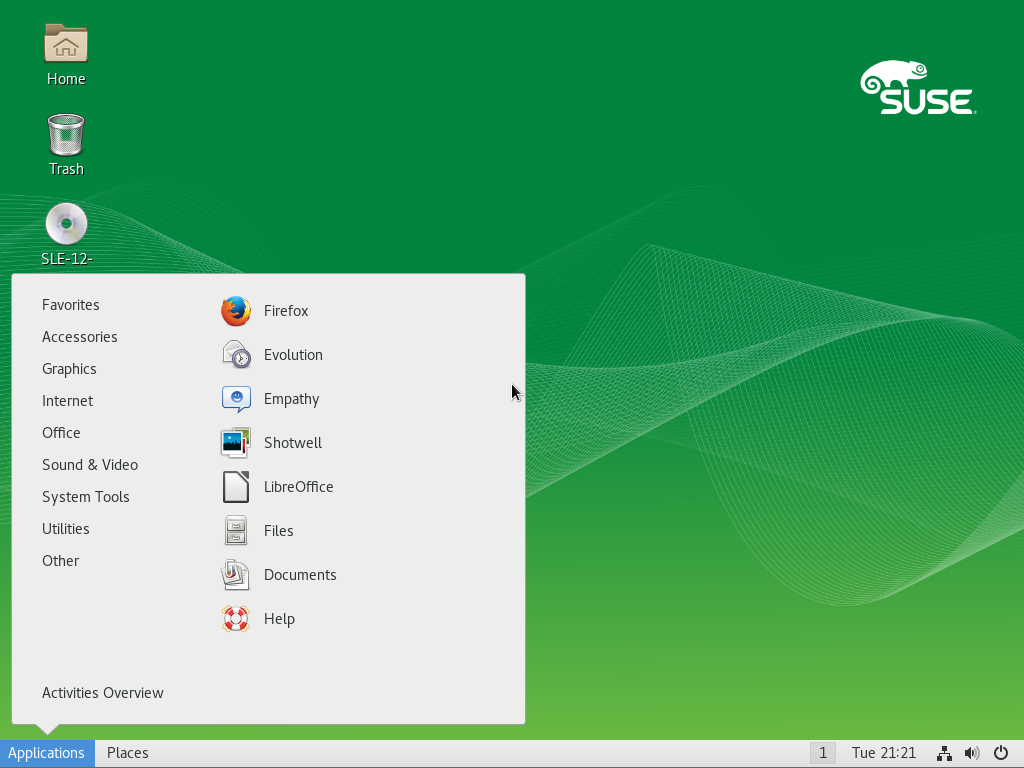 Home
SUSE
Trash
SLE-12-
Favorites
Accessories
Graphics
Internet
Office
Sound & Video
System Tools
Utilities
Other
Activities Overview
Firefox
Evolution
Empathy
Shotwell
LibreOffice
Files
Documents
Help
Applications
Places
1
Tue 21:21